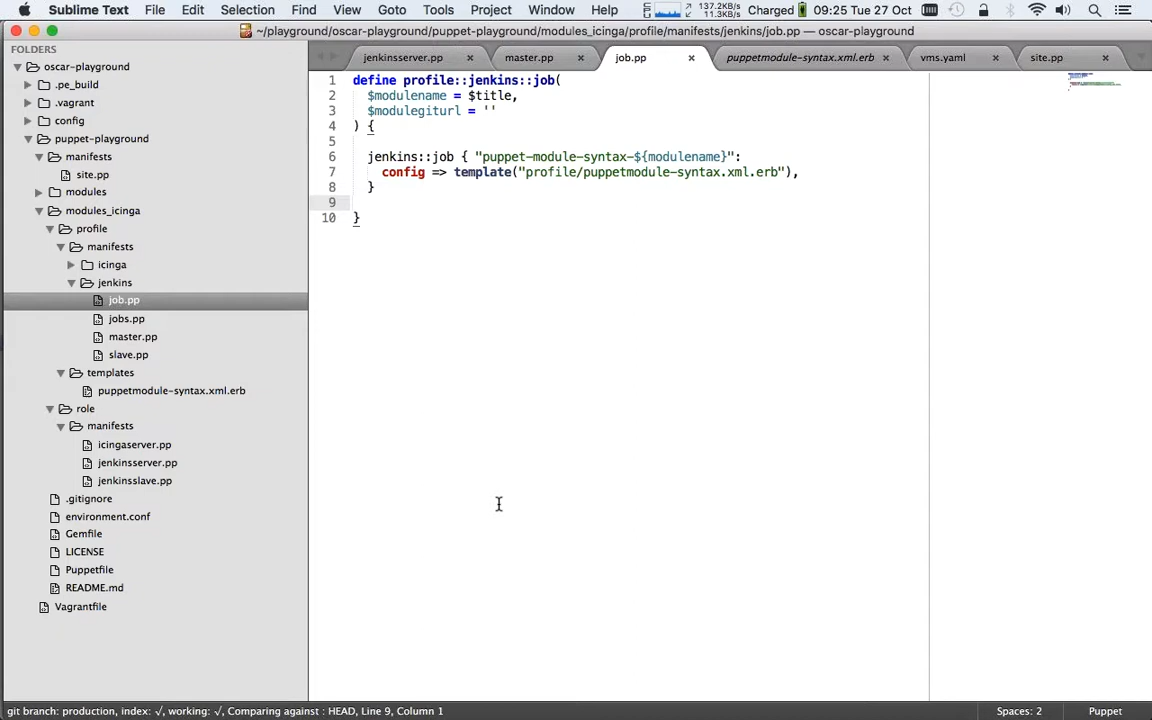 Sublime Text File Edit Selection Find View Goto Tools Project Window Help 137.2KB/s 11.3KB/s Charged 09:25 Tue 27 Oct
~/playground/oscar-playground/puppet-playground/modules_icinga/profile/manifests/jenkins/job.pp — oscar-playground
FOLDERS
oscar-playground
.pe_build
.vagrant
config
puppet-playground
manifests
site.pp
modules
modules_icinga
profile
manifests
icinga
jenkins
job.pp
jobs.pp
master.pp
slave.pp
templates
puppetmodule-syntax.xml.erb
role
manifests
icingaserver.pp
jenkinsserver.pp
jenkinsslave.pp
.gitignore
environment.conf
Gemfile
LICENSE
Puppetfile
README.md
Vagrantfile
jenkinsserver.pp × master.pp × job.pp × puppetmodule-syntax.xml.erb × vms.yaml × site.pp ×
1 define profile::jenkins::job(
2 $modulename = $title,
3 $modulegiturl = ''
4 ) {
5
6 jenkins::job { "puppet-module-syntax-${modulename}":
7 config => template("profile/puppetmodule-syntax.xml.erb"),
8 }
9
10 }
git branch: production, index: √, working: √, Comparing against : HEAD, Line 9, Column 1 Spaces: 2 Puppet